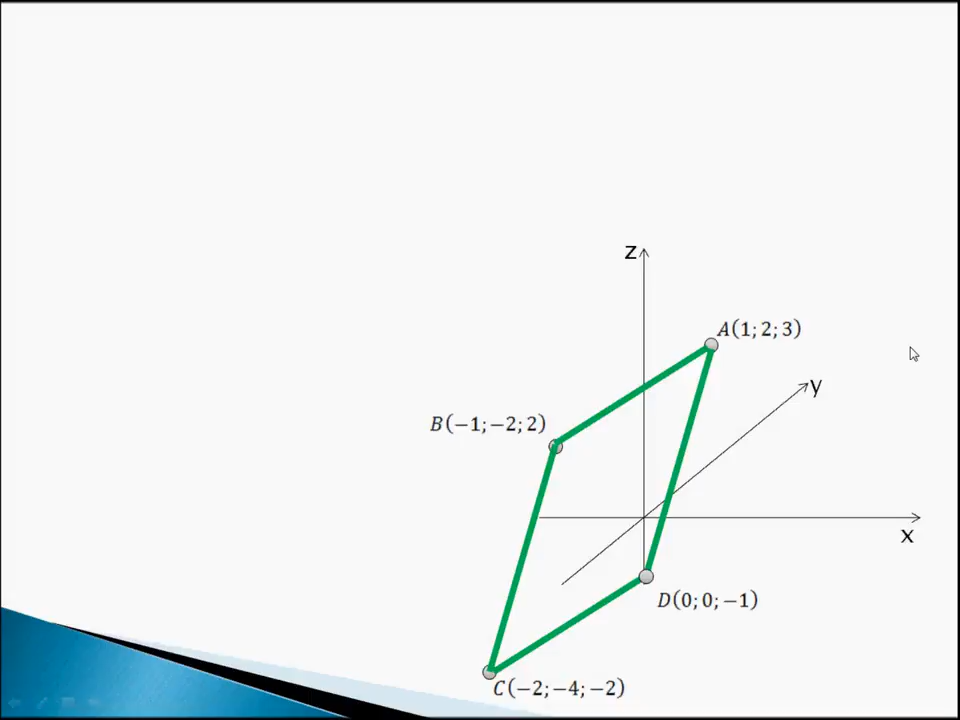 z
A(1; 2; 3)
y
B(−1; −2; 2)
x
D(0; 0; −1)
C(−2; −4; −2)